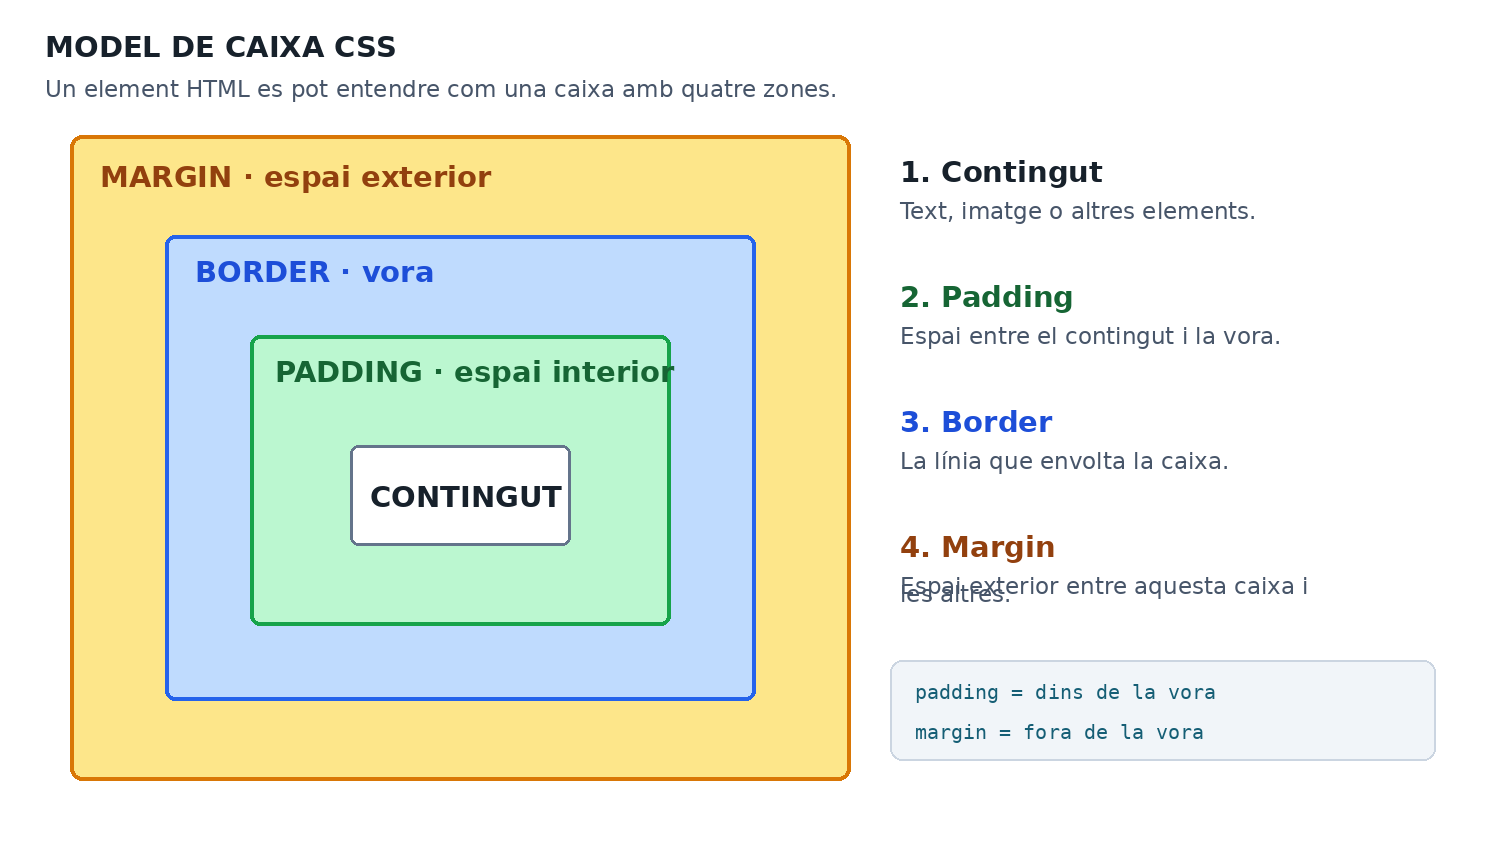 MODEL DE CAIXA CSS
Un element HTML es pot entendre com una caixa amb quatre zones.
MARGIN · espai exterior
BORDER · vora
PADDING · espai interior
CONTINGUT
1. Contingut
Text, imatge o altres elements.
2. Padding
Espai entre el contingut i la vora.
3. Border
La línia que envolta la caixa.
4. Margin
Espai exterior entre aquesta caixa i
les altres.
padding = dins de la vora
margin = fora de la vora